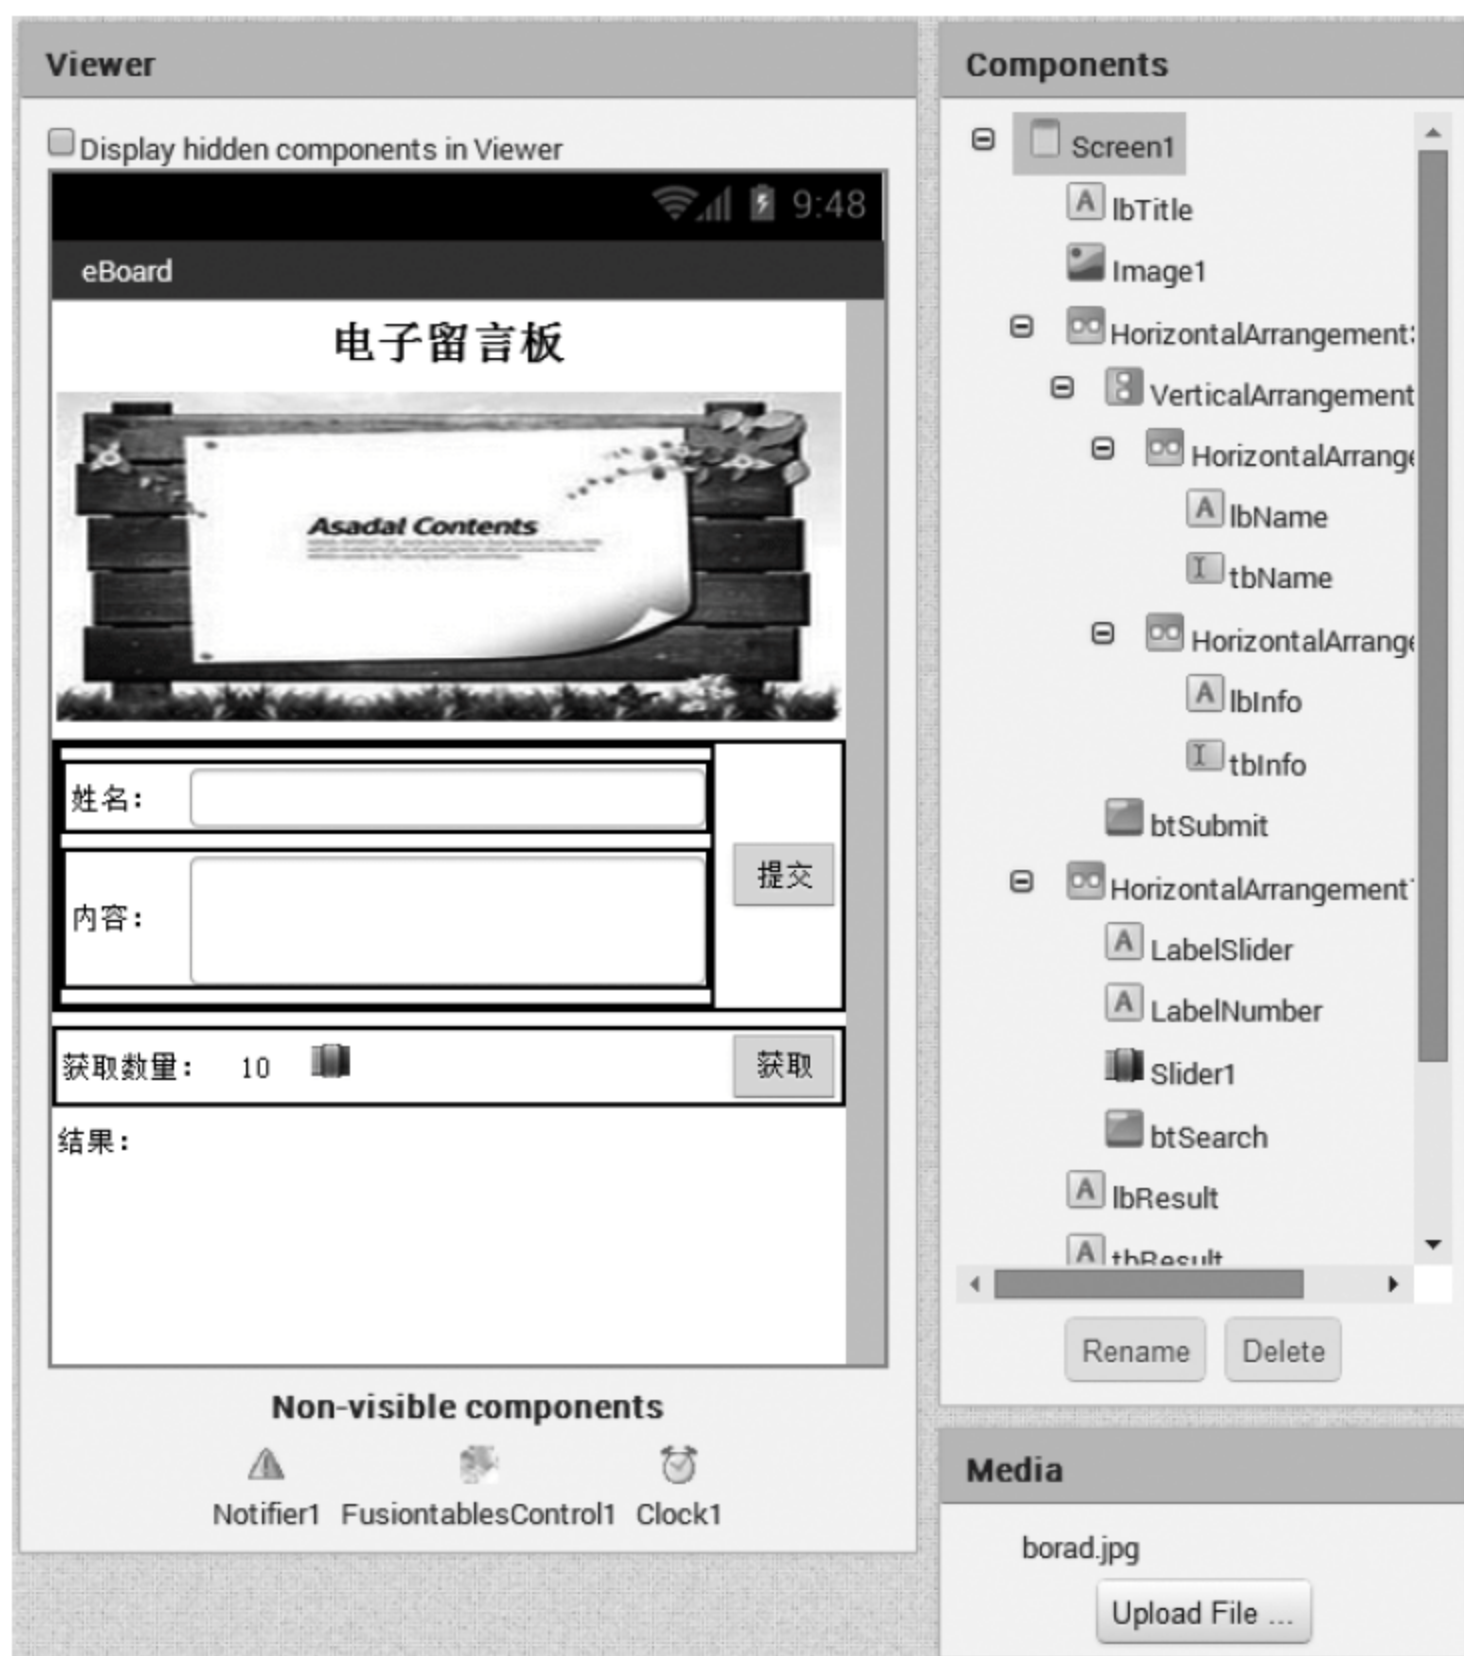 Viewer
Display hidden components in Viewer
9:48
eBoard
电子留言板
Asadal Contents
姓名：
内容：
提交
获取数量： 10
获取
结果：
Non-visible components
Notifier1 FusiontablesControl1 Clock1
Components
Screen1
lbTitle
Image1
HorizontalArrangement
VerticalArrangement
HorizontalArrange
lbName
tbName
HorizontalArrange
lbInfo
tbInfo
btSubmit
HorizontalArrangement
LabelSlider
LabelNumber
Slider1
btSearch
lbResult
tbResult
Rename Delete
Media
borad.jpg
Upload File ...